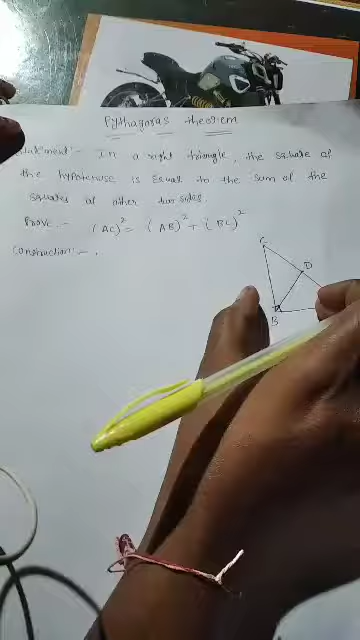 Pythagoras theorem
Statement :- In a right triangle, the square of
the hypotenuse is equal to the sum of the
squares of other two sides.
Prove :- (AC)² = (AB)² + (BC)²
Construction :-
C
D
B